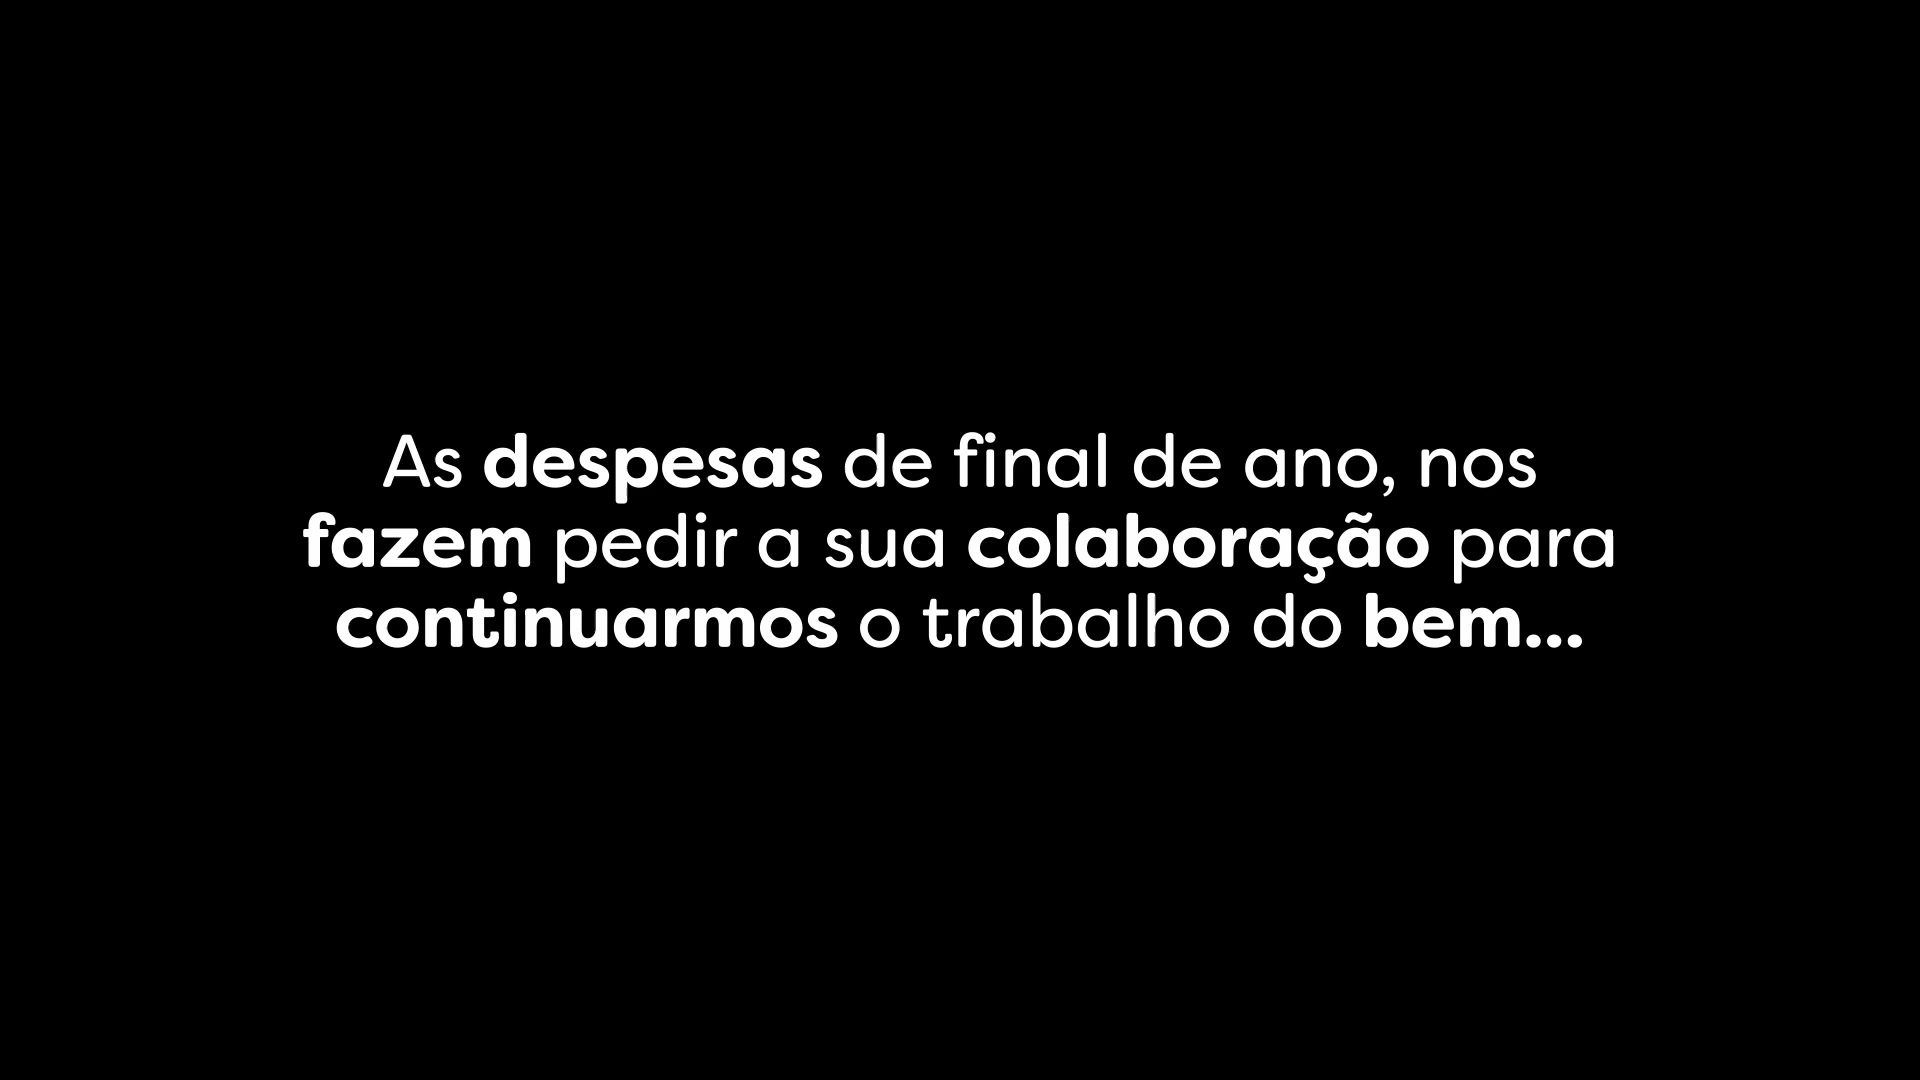 As despesas de final de ano, nos
fazem pedir a sua colaboração para
continuarmos o trabalho do bem...